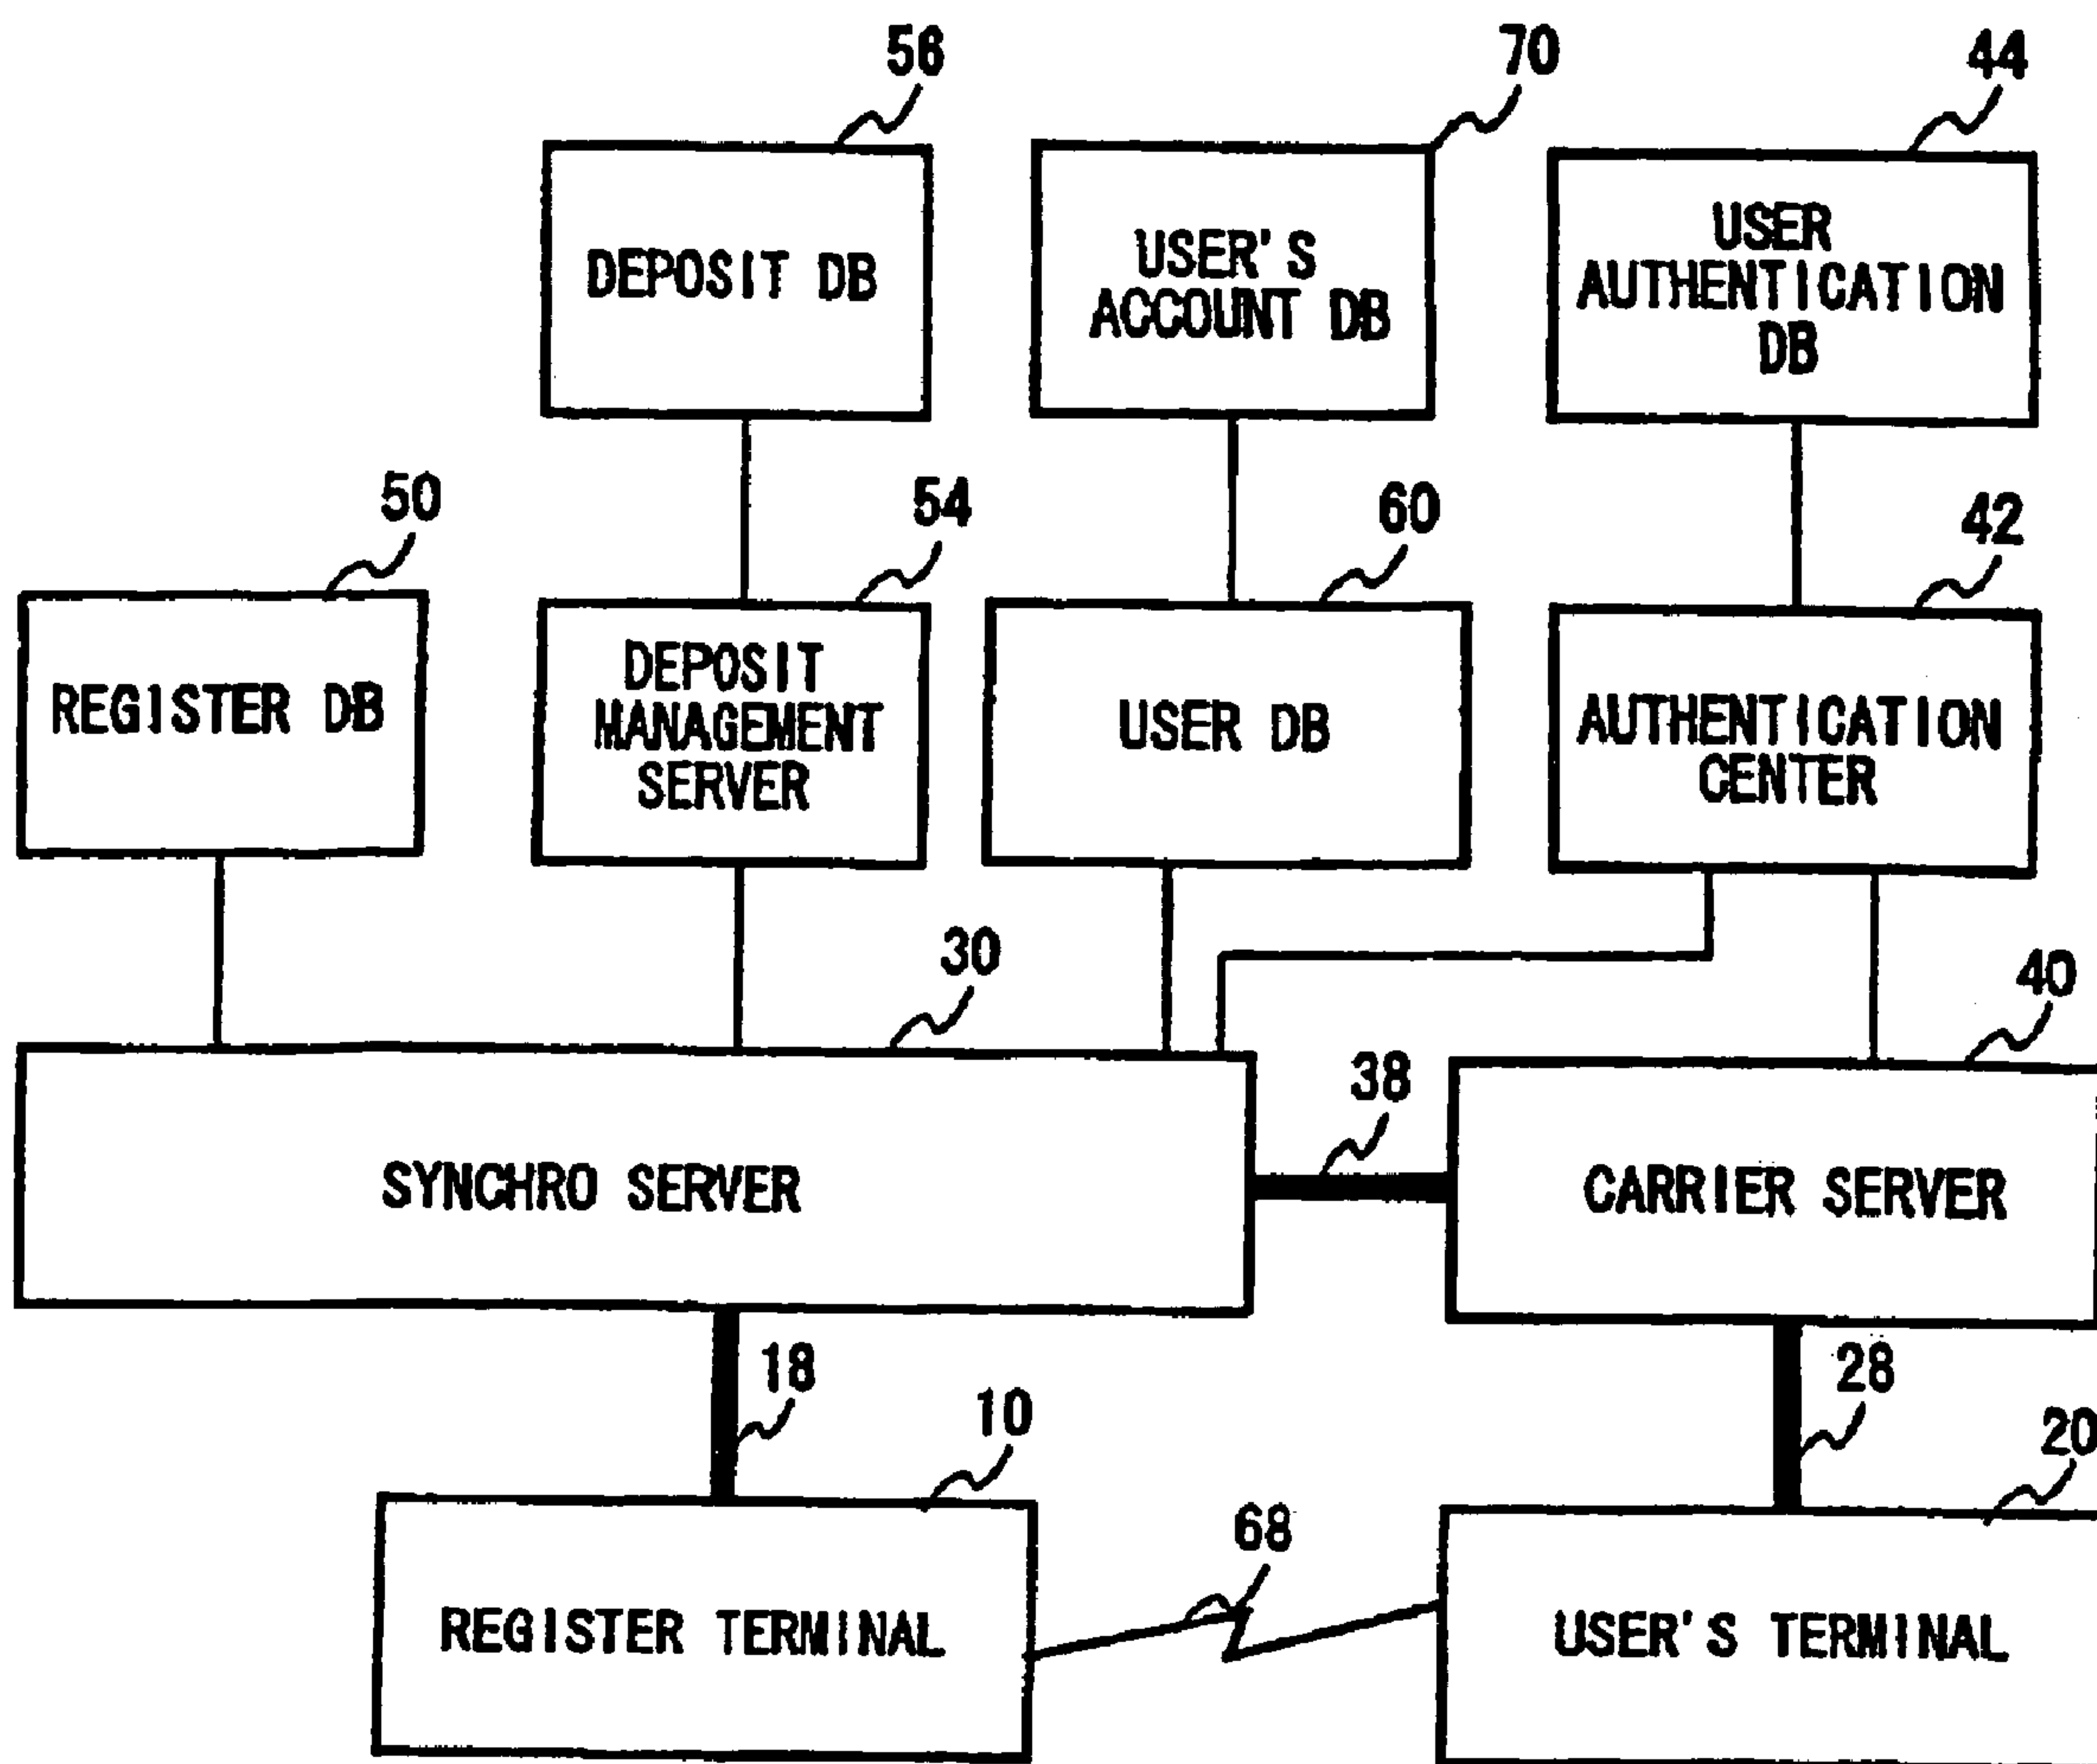 56
70
44
DEPOSIT DB
USER'S
ACCOUNT DB
USER
AUTHENTICATION
DB
50
54
60
42
REGISTER DB
DEPOSIT
MANAGEMENT
SERVER
USER DB
AUTHENTICATION
CENTER
30
40
38
SYNCHRO SERVER
CARRIER SERVER
18
28
10
20
68
REGISTER TERMINAL
USER'S TERMINAL